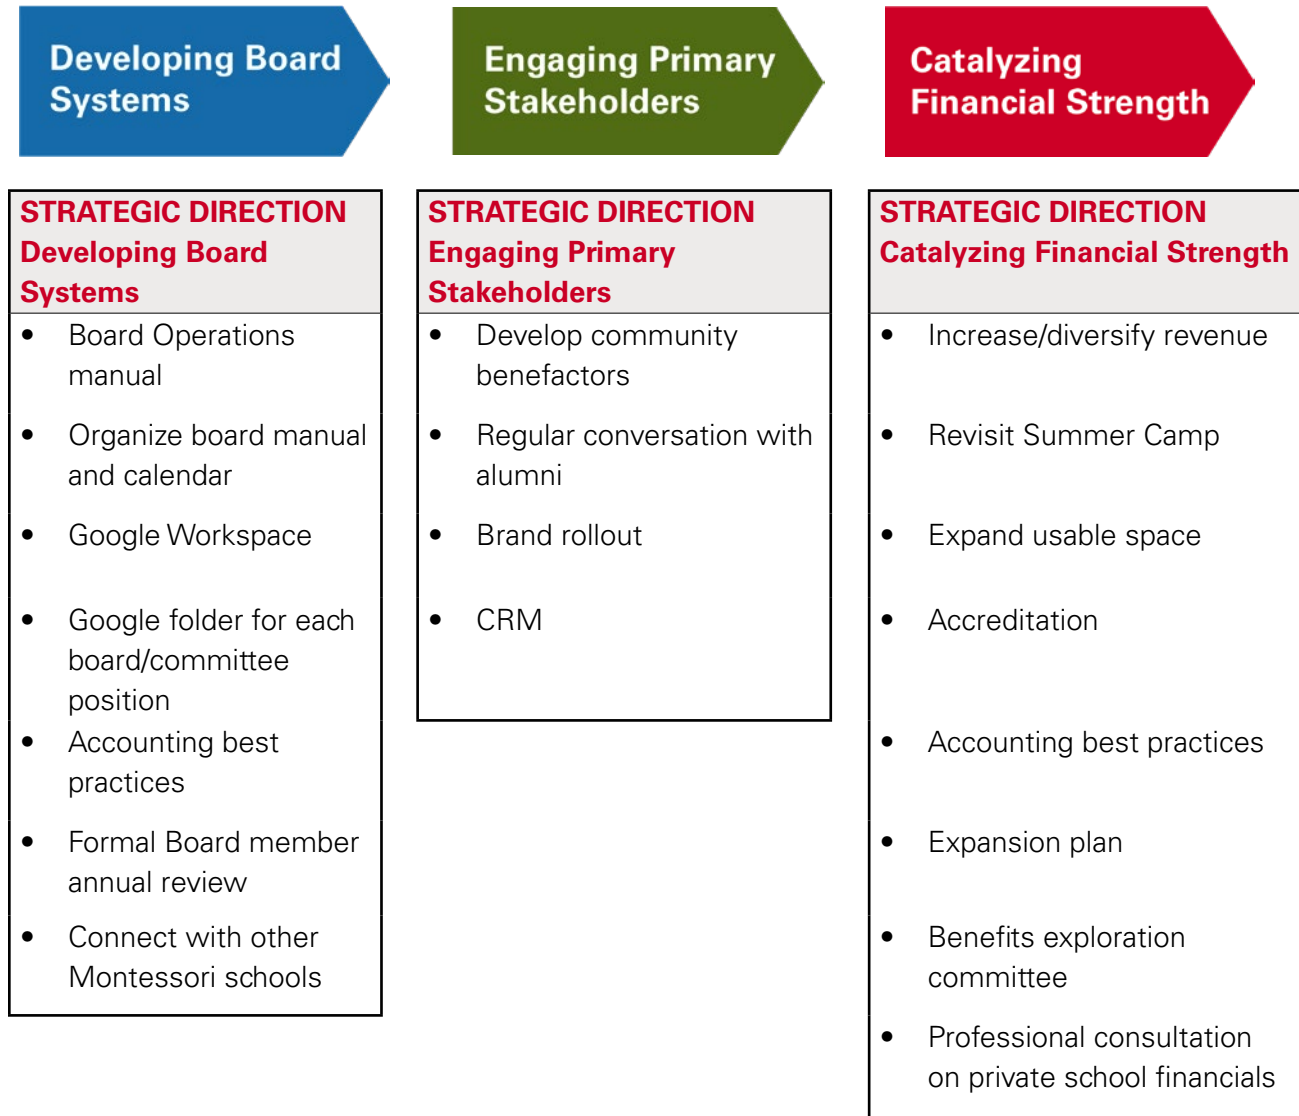 Developing Board
Systems
Engaging Primary
Stakeholders
Catalyzing
Financial Strength
STRATEGIC DIRECTION
Developing Board
Systems
• Board Operations
manual
• Organize board manual
and calendar
• Google Workspace
• Google folder for each
board/committee
position
• Accounting best
practices
• Formal Board member
annual review
• Connect with other
Montessori schools
STRATEGIC DIRECTION
Engaging Primary
Stakeholders
• Develop community
benefactors
• Regular conversation with
alumni
• Brand rollout
• CRM
STRATEGIC DIRECTION
Catalyzing Financial Strength
• Increase/diversify revenue
• Revisit Summer Camp
• Expand usable space
• Accreditation
• Accounting best practices
• Expansion plan
• Benefits exploration
committee
• Professional consultation
on private school financials